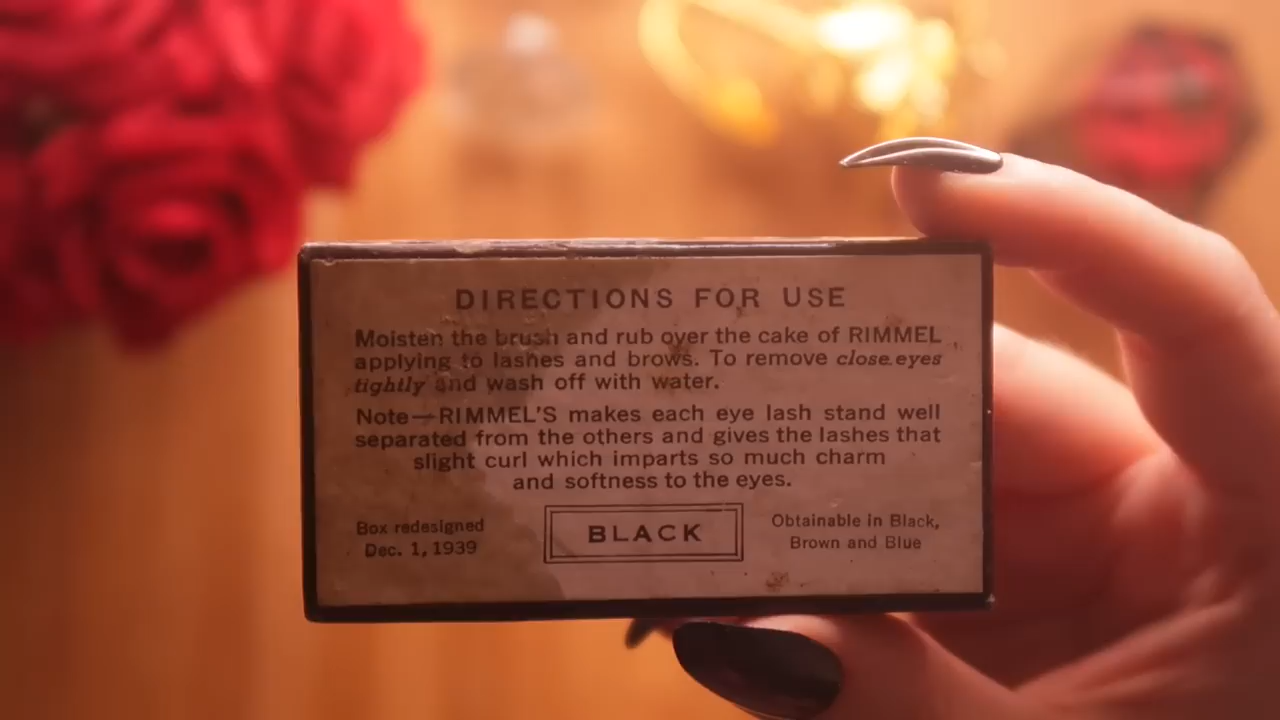 DIRECTIONS FOR USE
Moisten the brush and rub over the cake of RIMMEL
applying to lashes and brows. To remove close eyes
tightly and wash off with water.
Note—RIMMEL'S makes each eye lash stand well
separated from the others and gives the lashes that
slight curl which imparts so much charm
and softness to the eyes.
Box redesigned
Dec. 1, 1939
BLACK
Obtainable in Black,
Brown and Blue